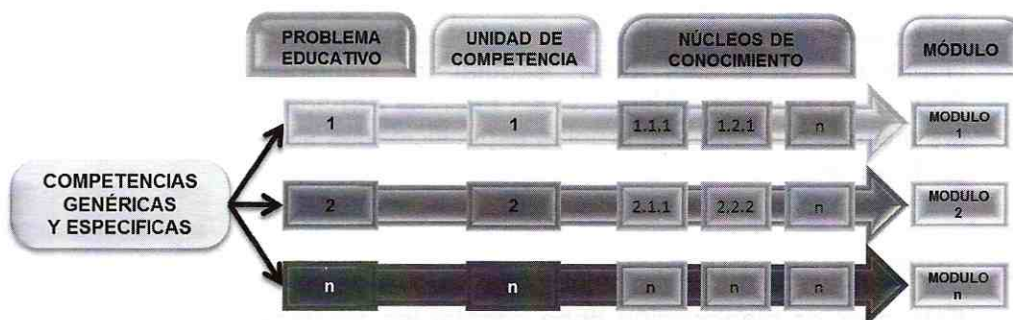 PROBLEMA
EDUCATIVO
UNIDAD DE
COMPETENCIA
NÚCLEOS DE
CONOCIMIENTO
MÓDULO
1
1
1.1.1
1.2.1
n
MODULO
1
COMPETENCIAS
GENÉRICAS
Y ESPECIFICAS
2
2
2.1.1
2.2.2
n
MODULO
2
n
n
n
n
n
MODULO
n